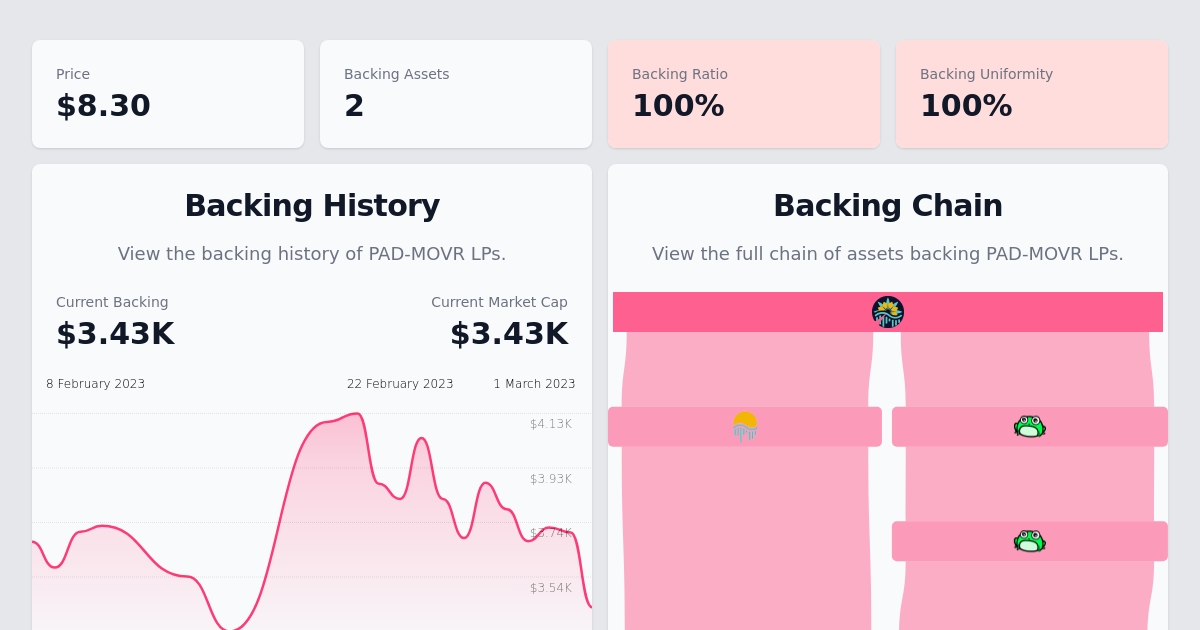 Price
$8.30
Backing Assets
2
Backing Ratio
100%
Backing Uniformity
100%
Backing History
View the backing history of PAD-MOVR LPs.
Current Backing
$3.43K
Current Market Cap
$3.43K
8 February 2023
22 February 2023
1 March 2023
$4.13K
$3.93K
$3.74K
$3.54K
Backing Chain
View the full chain of assets backing PAD-MOVR LPs.